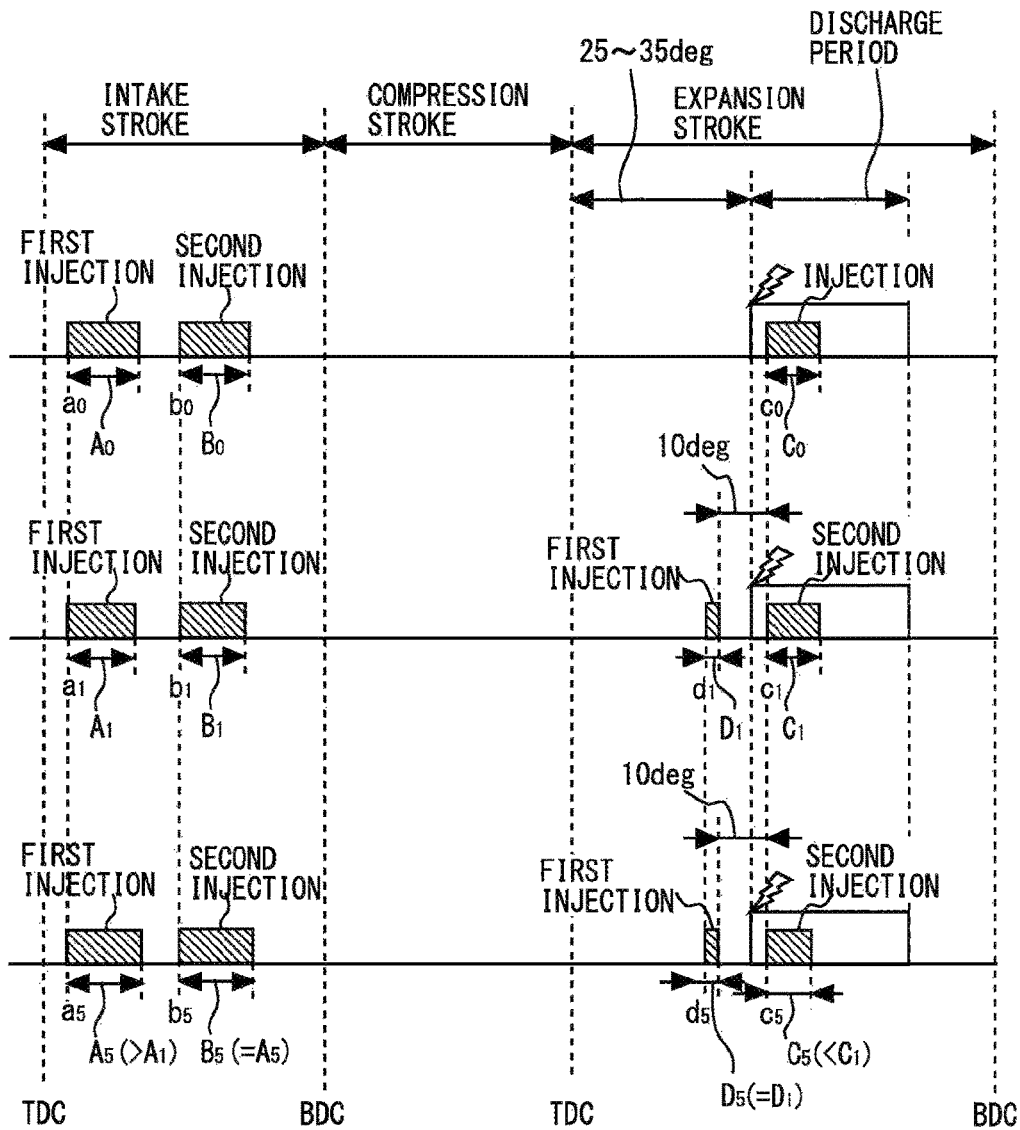 DISCHARGE
PERIOD
25~35deg
INTAKE
STROKE
COMPRESSION
STROKE
EXPANSION
STROKE
FIRST
INJECTION
SECOND
INJECTION
INJECTION
a0
A0
b0
B0
c0
C0
10deg
FIRST
INJECTION
SECOND
INJECTION
FIRST
INJECTION
SECOND
INJECTION
a1
A1
b1
B1
d1
D1
c1
C1
10deg
FIRST
INJECTION
SECOND
INJECTION
FIRST
INJECTION
SECOND
INJECTION
a5
A5(>A1)
b5
B5(=A5)
d5
D5(=D1)
c5
C5(<C1)
TDC
BDC
TDC
BDC